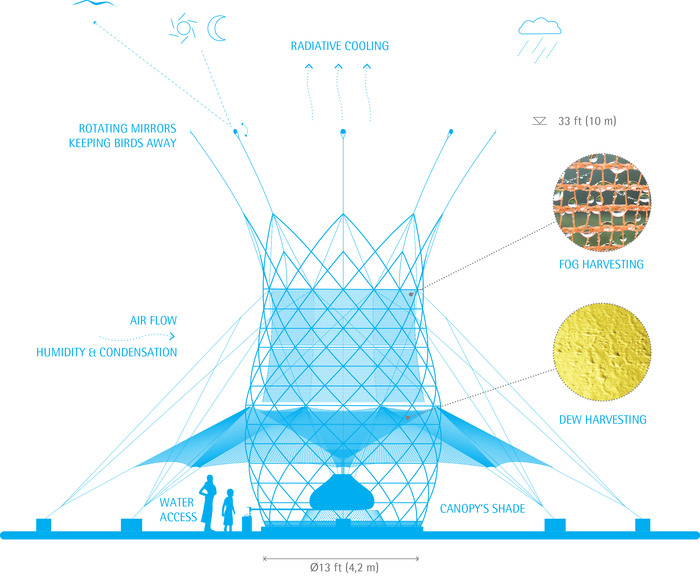 RADIATIVE COOLING
33 ft (10 m)
ROTATING MIRRORS
KEEPING BIRDS AWAY
FOG HARVESTING
AIR FLOW
HUMIDITY & CONDENSATION
DEW HARVESTING
WATER
ACCESS
CANOPY'S SHADE
Ø13 ft (4,2 m)